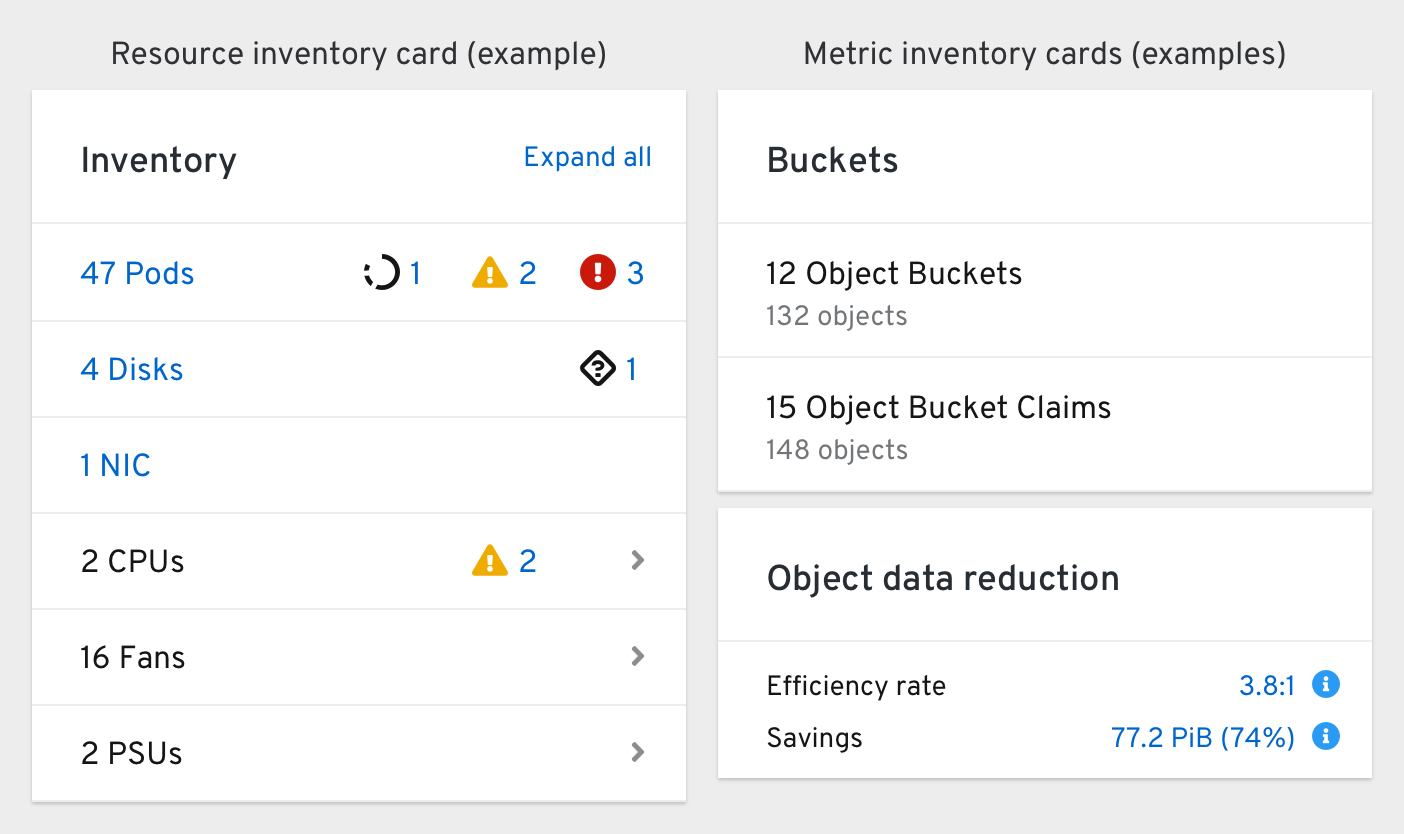 Resource inventory card (example)
Inventory
Expand all
47 Pods 1 2 3
4 Disks 1
1 NIC
2 CPUs 2
16 Fans
2 PSUs
Metric inventory cards (examples)
Buckets
12 Object Buckets
132 objects
15 Object Bucket Claims
148 objects
Object data reduction
Efficiency rate 3.8:1
Savings 77.2 PiB (74%)